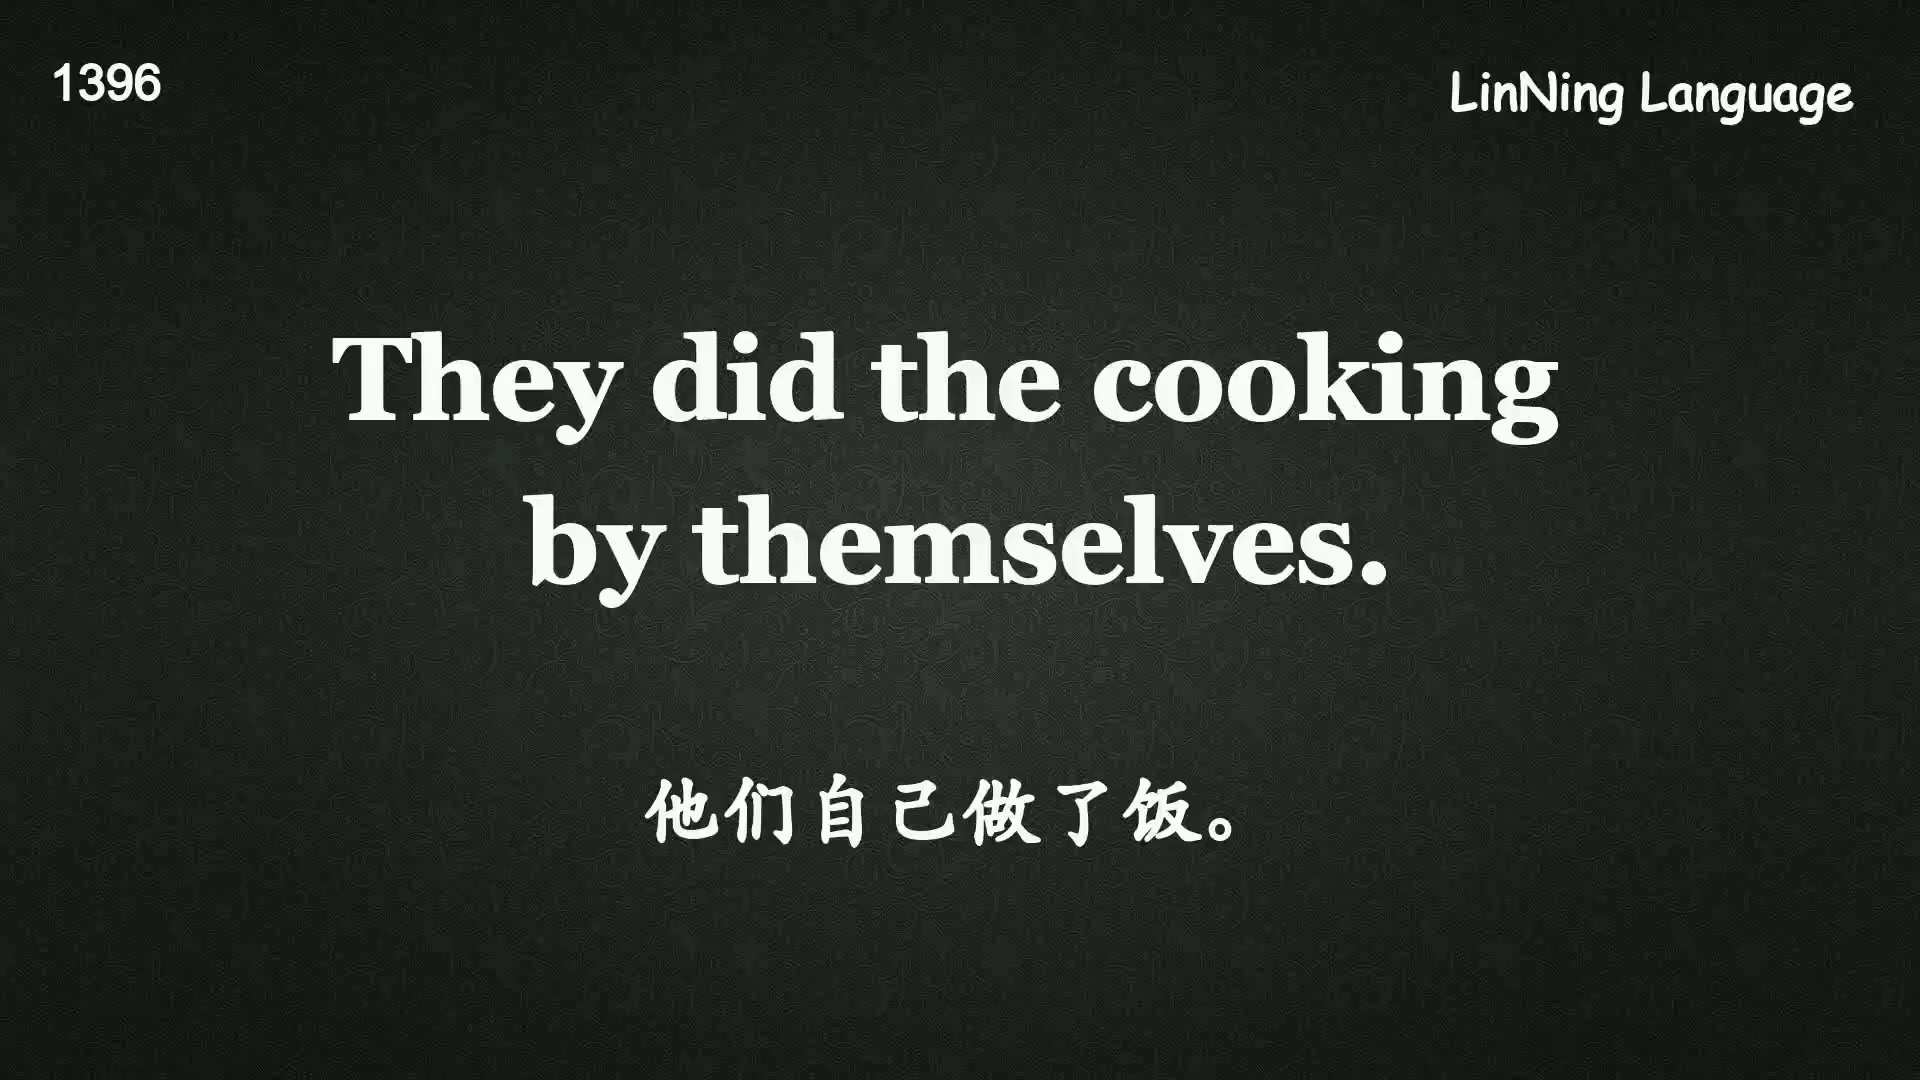 1396
LinNing Language
They did the cooking
by themselves.
他们自己做了饭。